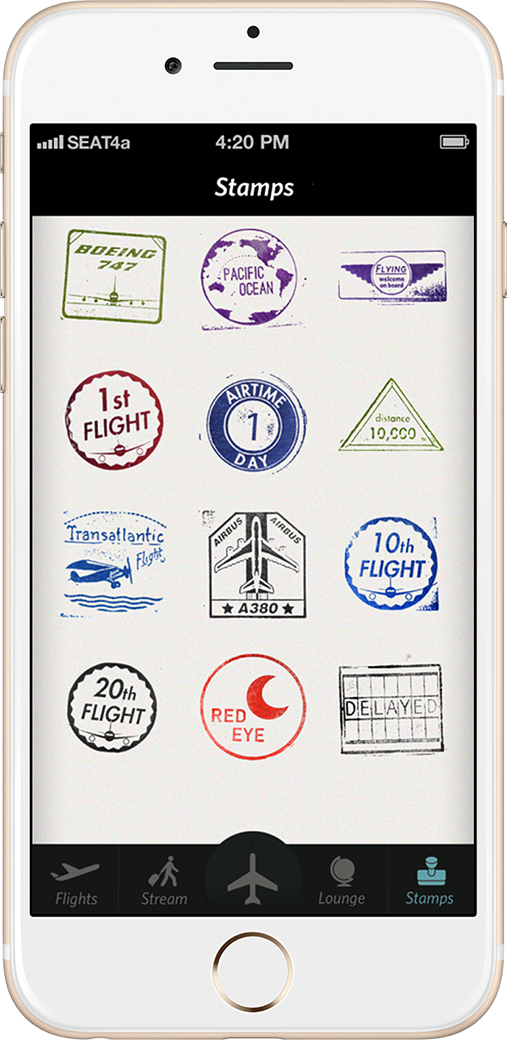 SEAT4a 4:20 PM
Stamps
BOEING
747
PACIFIC
OCEAN
FLYING
welcome
on board
1st
FLIGHT
AIRTIME
1
DAY
distance
10,000
Transatlantic
Flight
AIRBUS AIRBUS
A380
10th
FLIGHT
20th
FLIGHT
RED
EYE
DELAYED
Flights Stream Lounge Stamps